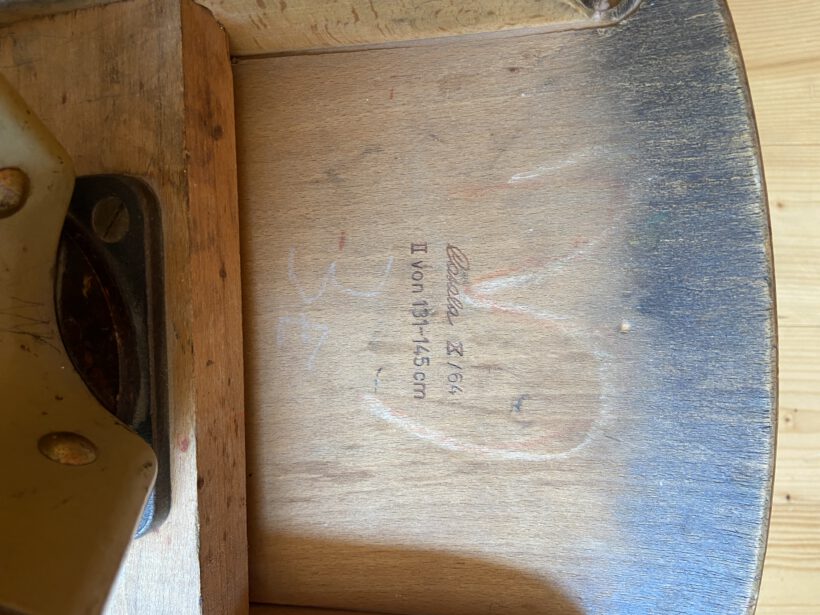 Casala X/64
II von 131-145 cm